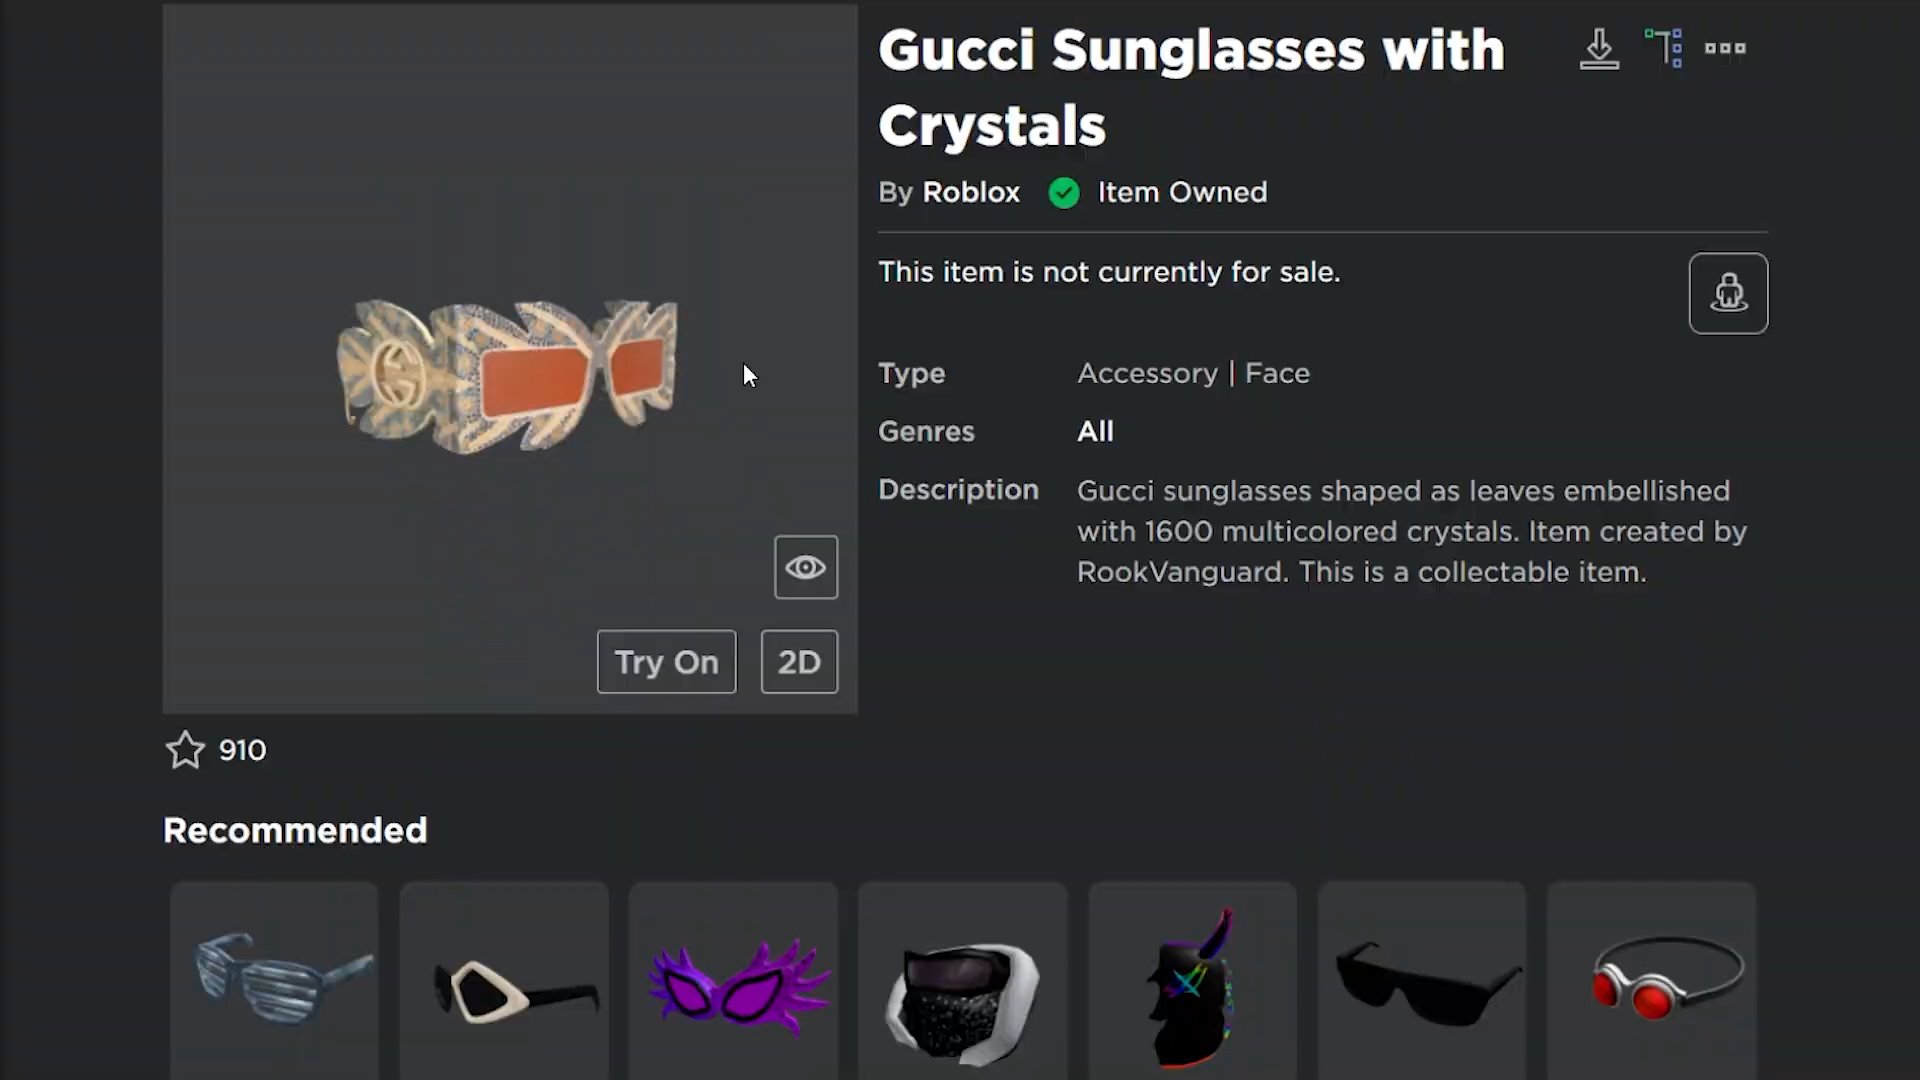 Gucci Sunglasses with
Crystals
By Roblox Item Owned
This item is not currently for sale.
Type Accessory | Face
Genres All
Description Gucci sunglasses shaped as leaves embellished
with 1600 multicolored crystals. Item created by
RookVanguard. This is a collectable item.
Try On 2D
910
Recommended